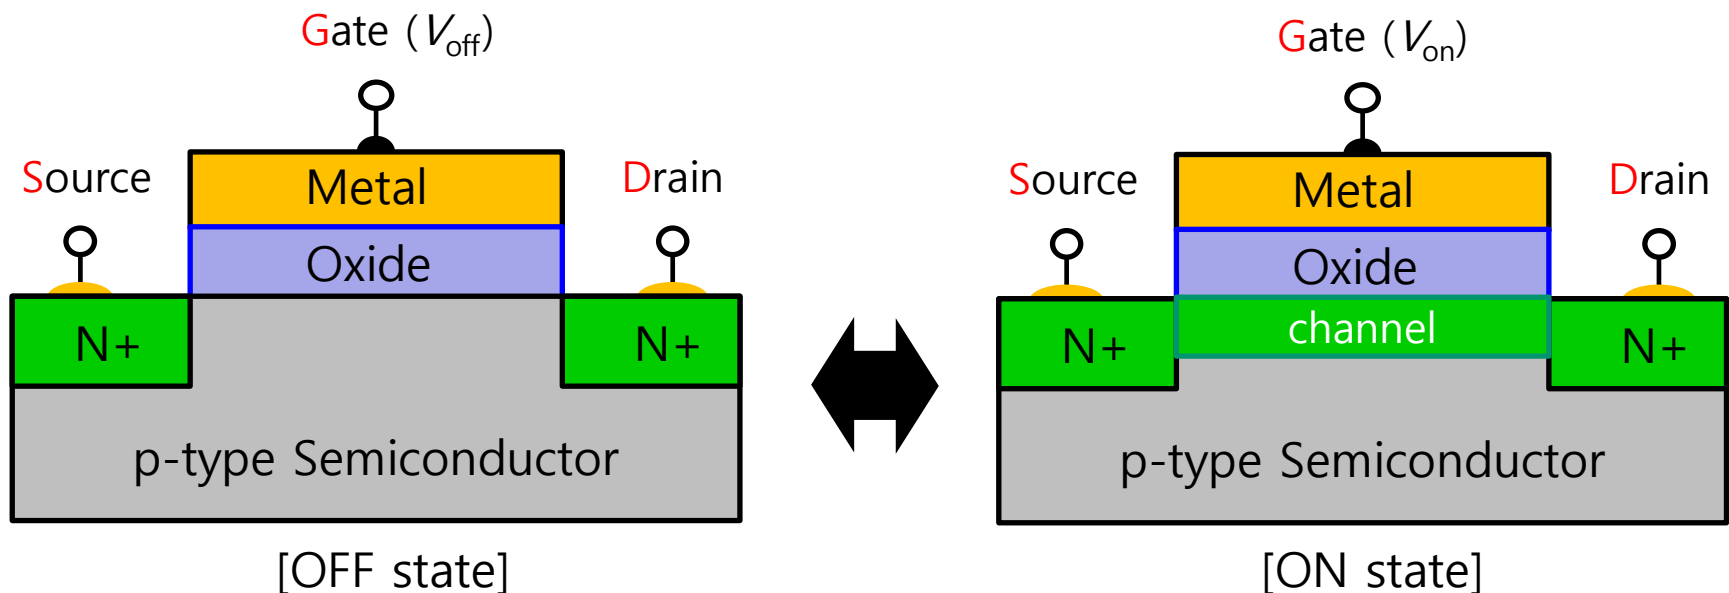 Gate (Voff)
Source
Drain
Metal
Oxide
N+
N+
p-type Semiconductor
[OFF state]
Gate (Von)
Source
Drain
Metal
Oxide
channel
N+
N+
p-type Semiconductor
[ON state]